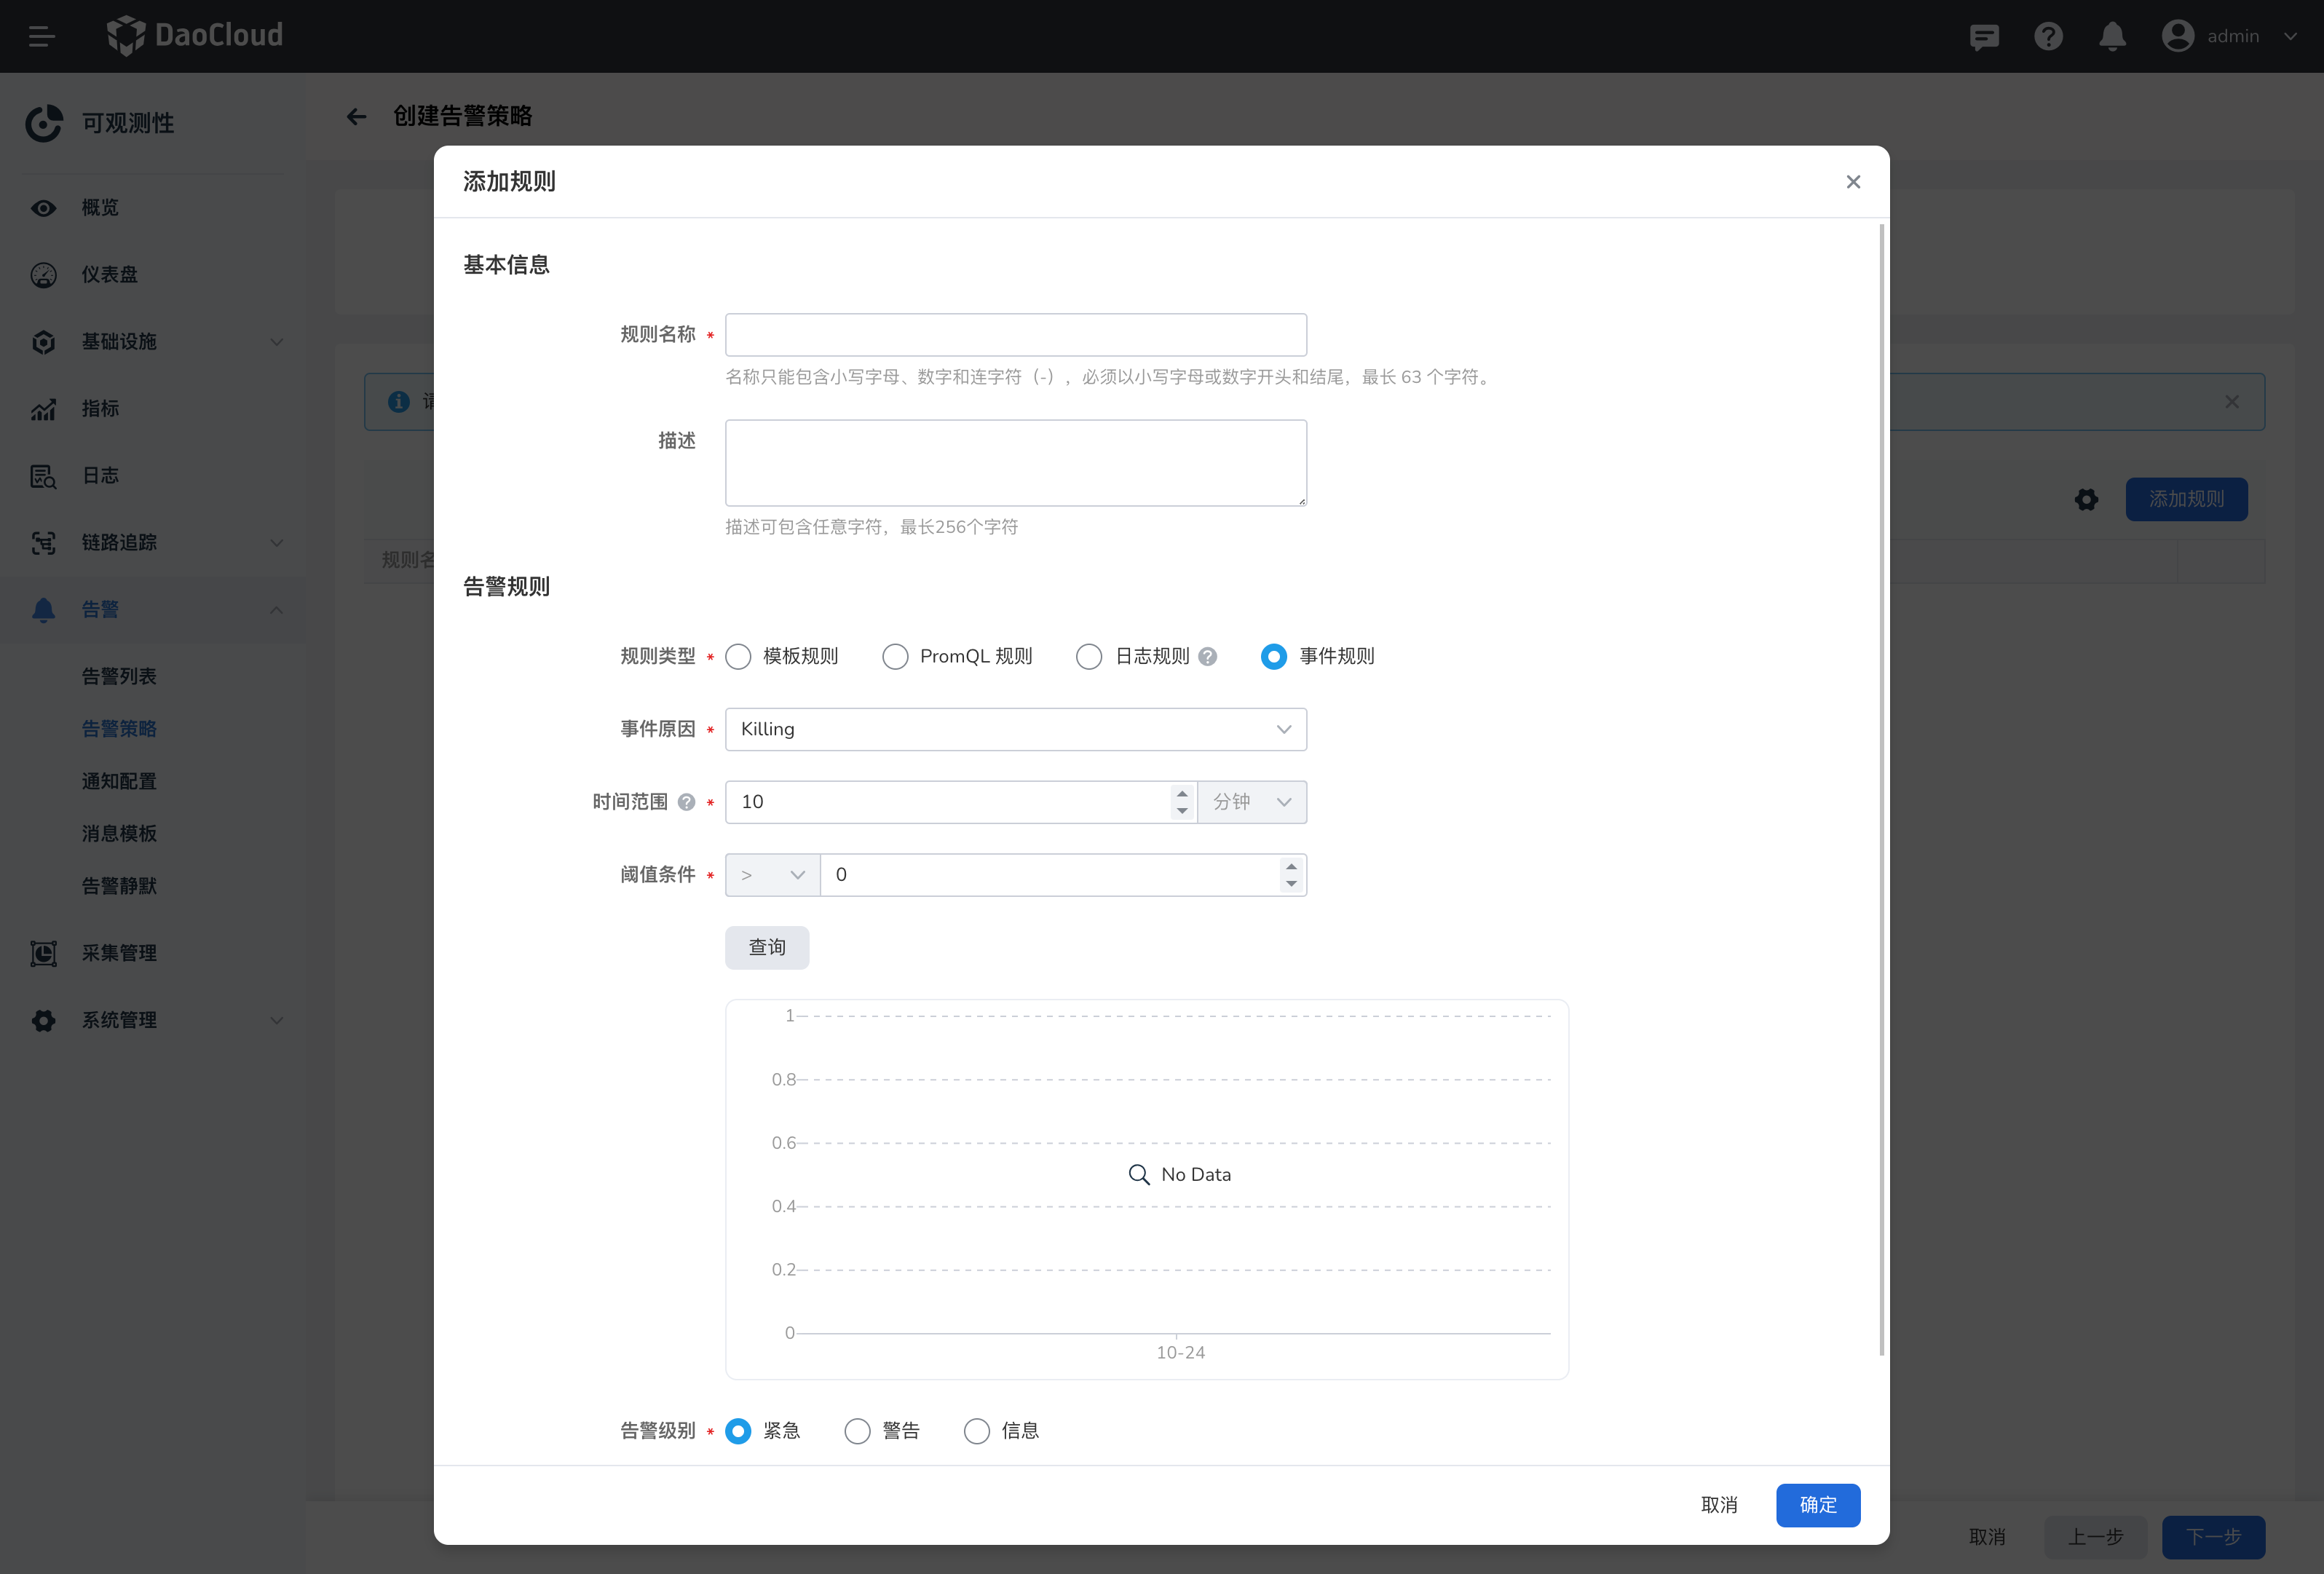 DaoCloud
admin
可观测性
概览
仪表盘
基础设施
指标
日志
链路追踪
告警
告警列表
告警策略
通知配置
消息模板
告警静默
采集管理
系统管理
创建告警策略
请
添加规则
规则名
取消
上一步
下一步
添加规则
基本信息
规则名称 *
名称只能包含小写字母、数字和连字符（-），必须以小写字母或数字开头和结尾，最长 63 个字符。
描述
描述可包含任意字符，最长256个字符
告警规则
规则类型 * 模板规则 PromQL 规则 日志规则 事件规则
事件原因 * Killing
时间范围 * 10 分钟
阈值条件 * > 0
查询
1
0.8
0.6
No Data
0.4
0.2
0
10-24
告警级别 * 紧急 警告 信息
取消 确定